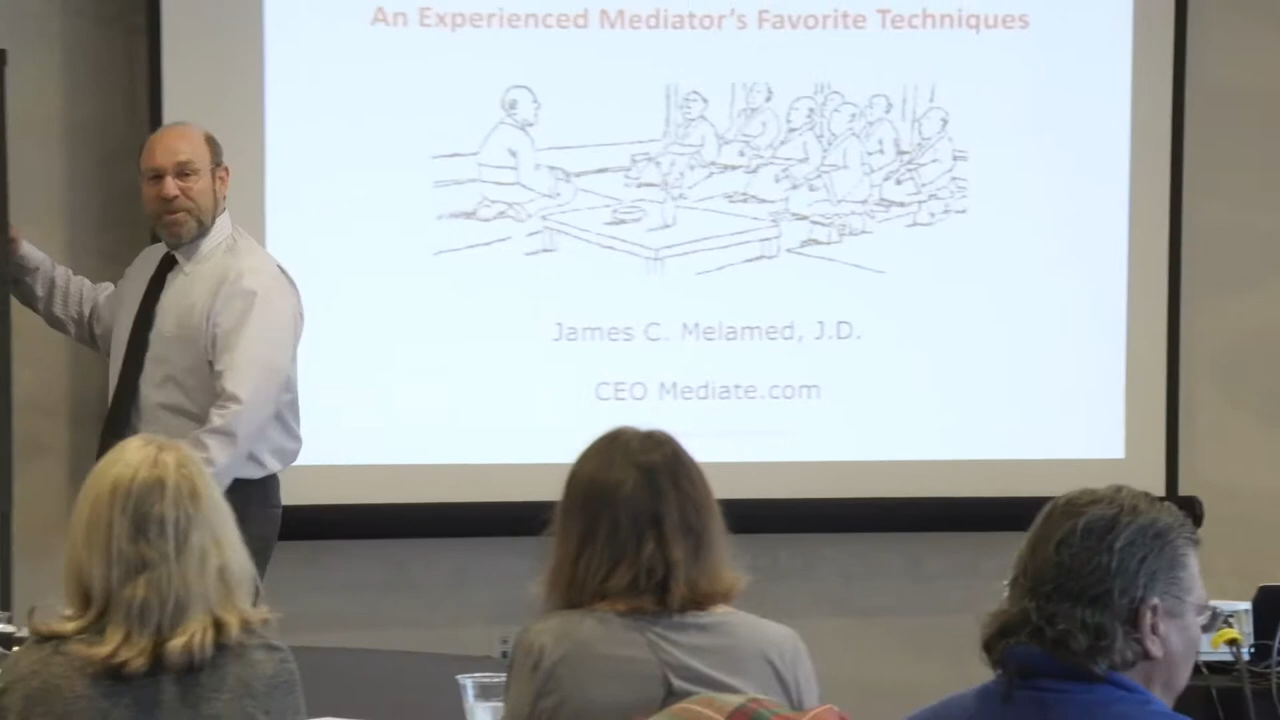 An Experienced Mediator's Favorite Techniques
James C. Melamed, J.D.
CEO Mediate.com